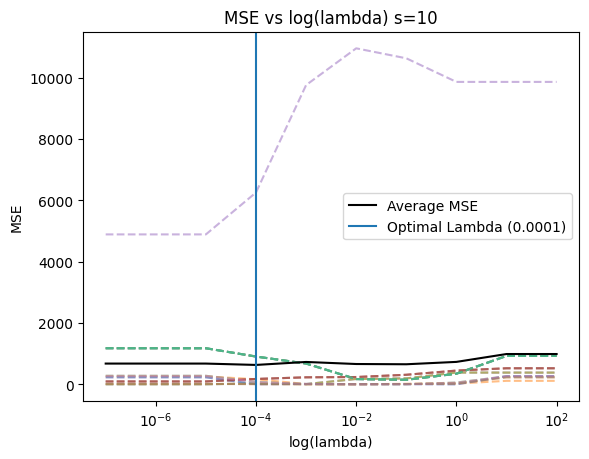 MSE vs log(lambda) s=10
10000
8000
6000
4000
2000
0
MSE
Average MSE
Optimal Lambda (0.0001)
10⁻⁶ 10⁻⁴ 10⁻² 10⁰ 10²
log(lambda)